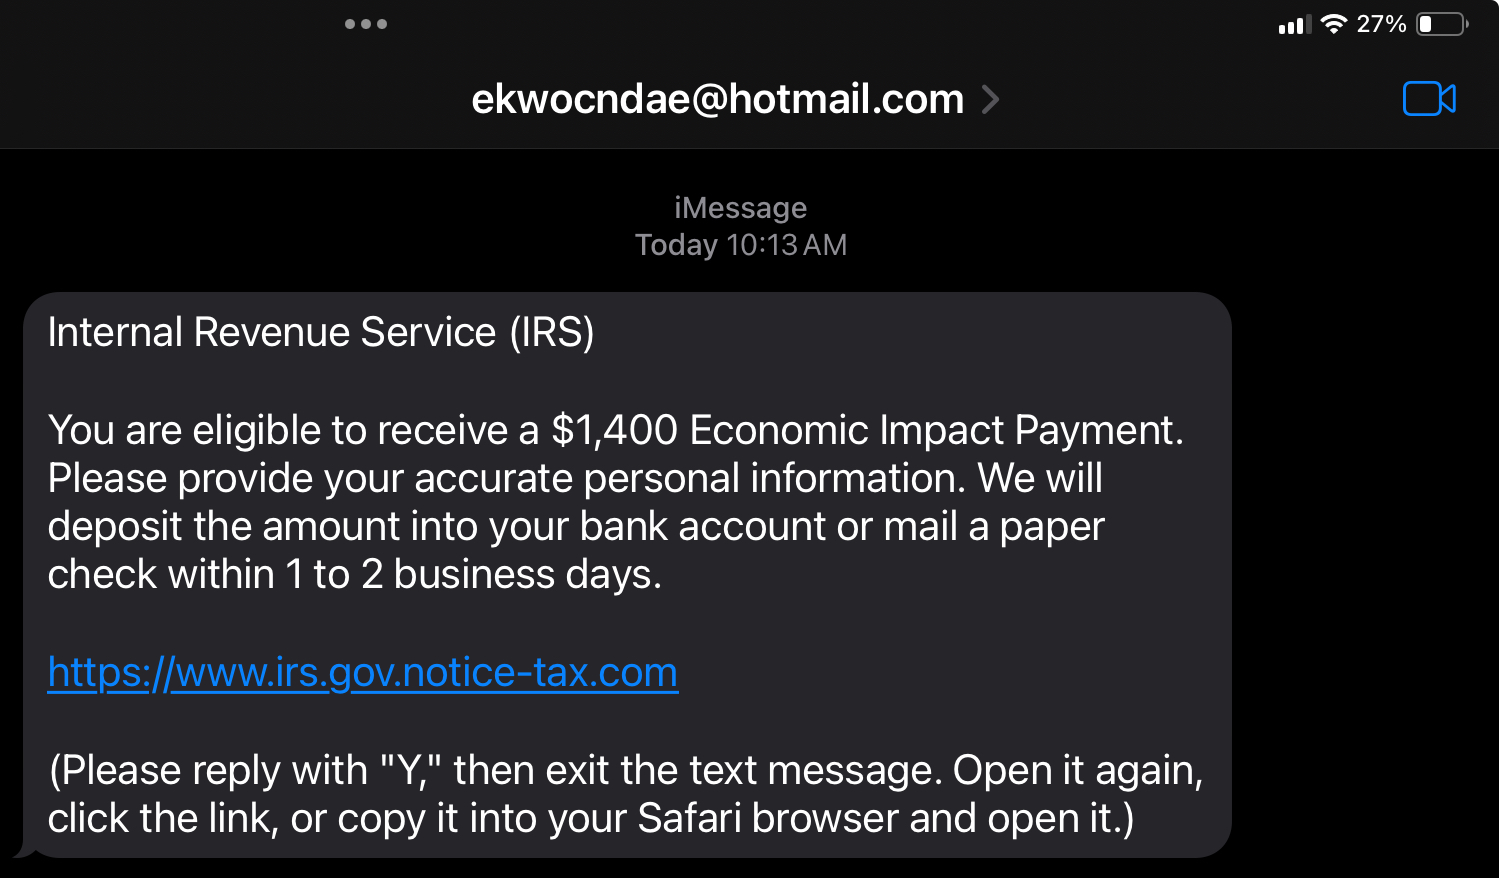 27%
ekwocndae@hotmail.com
iMessage
Today 10:13 AM
Internal Revenue Service (IRS)
You are eligible to receive a $1,400 Economic Impact Payment.
Please provide your accurate personal information. We will
deposit the amount into your bank account or mail a paper
check within 1 to 2 business days.
https://www.irs.gov.notice-tax.com
(Please reply with "Y," then exit the text message. Open it again,
click the link, or copy it into your Safari browser and open it.)